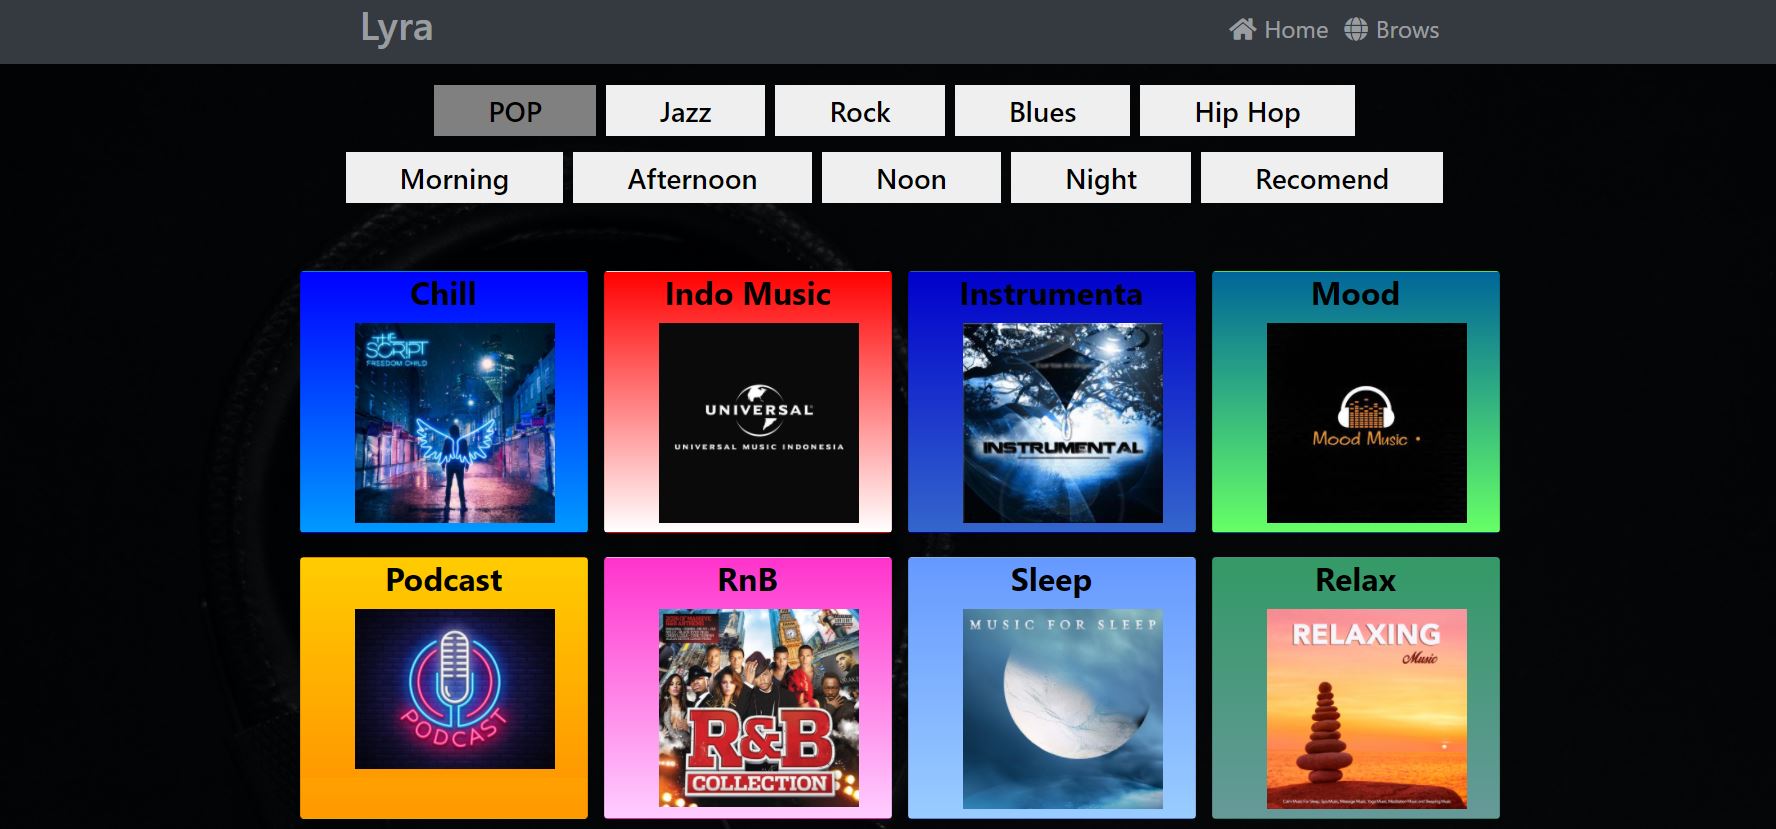 Lyra
Home Brows
POP Jazz Rock Blues Hip Hop
Morning Afternoon Noon Night Recomend
Chill Indo Music Instrumenta Mood
THE
SCRIPT
FREEDOM CHILD
UNIVERSAL
UNIVERSAL MUSIC INDONESIA
INSTRUMENTAL
Mood Music
Podcast RnB Sleep Relax
PODCAST
R&B
COLLECTION
MUSIC FOR SLEEP
RELAXING
Music